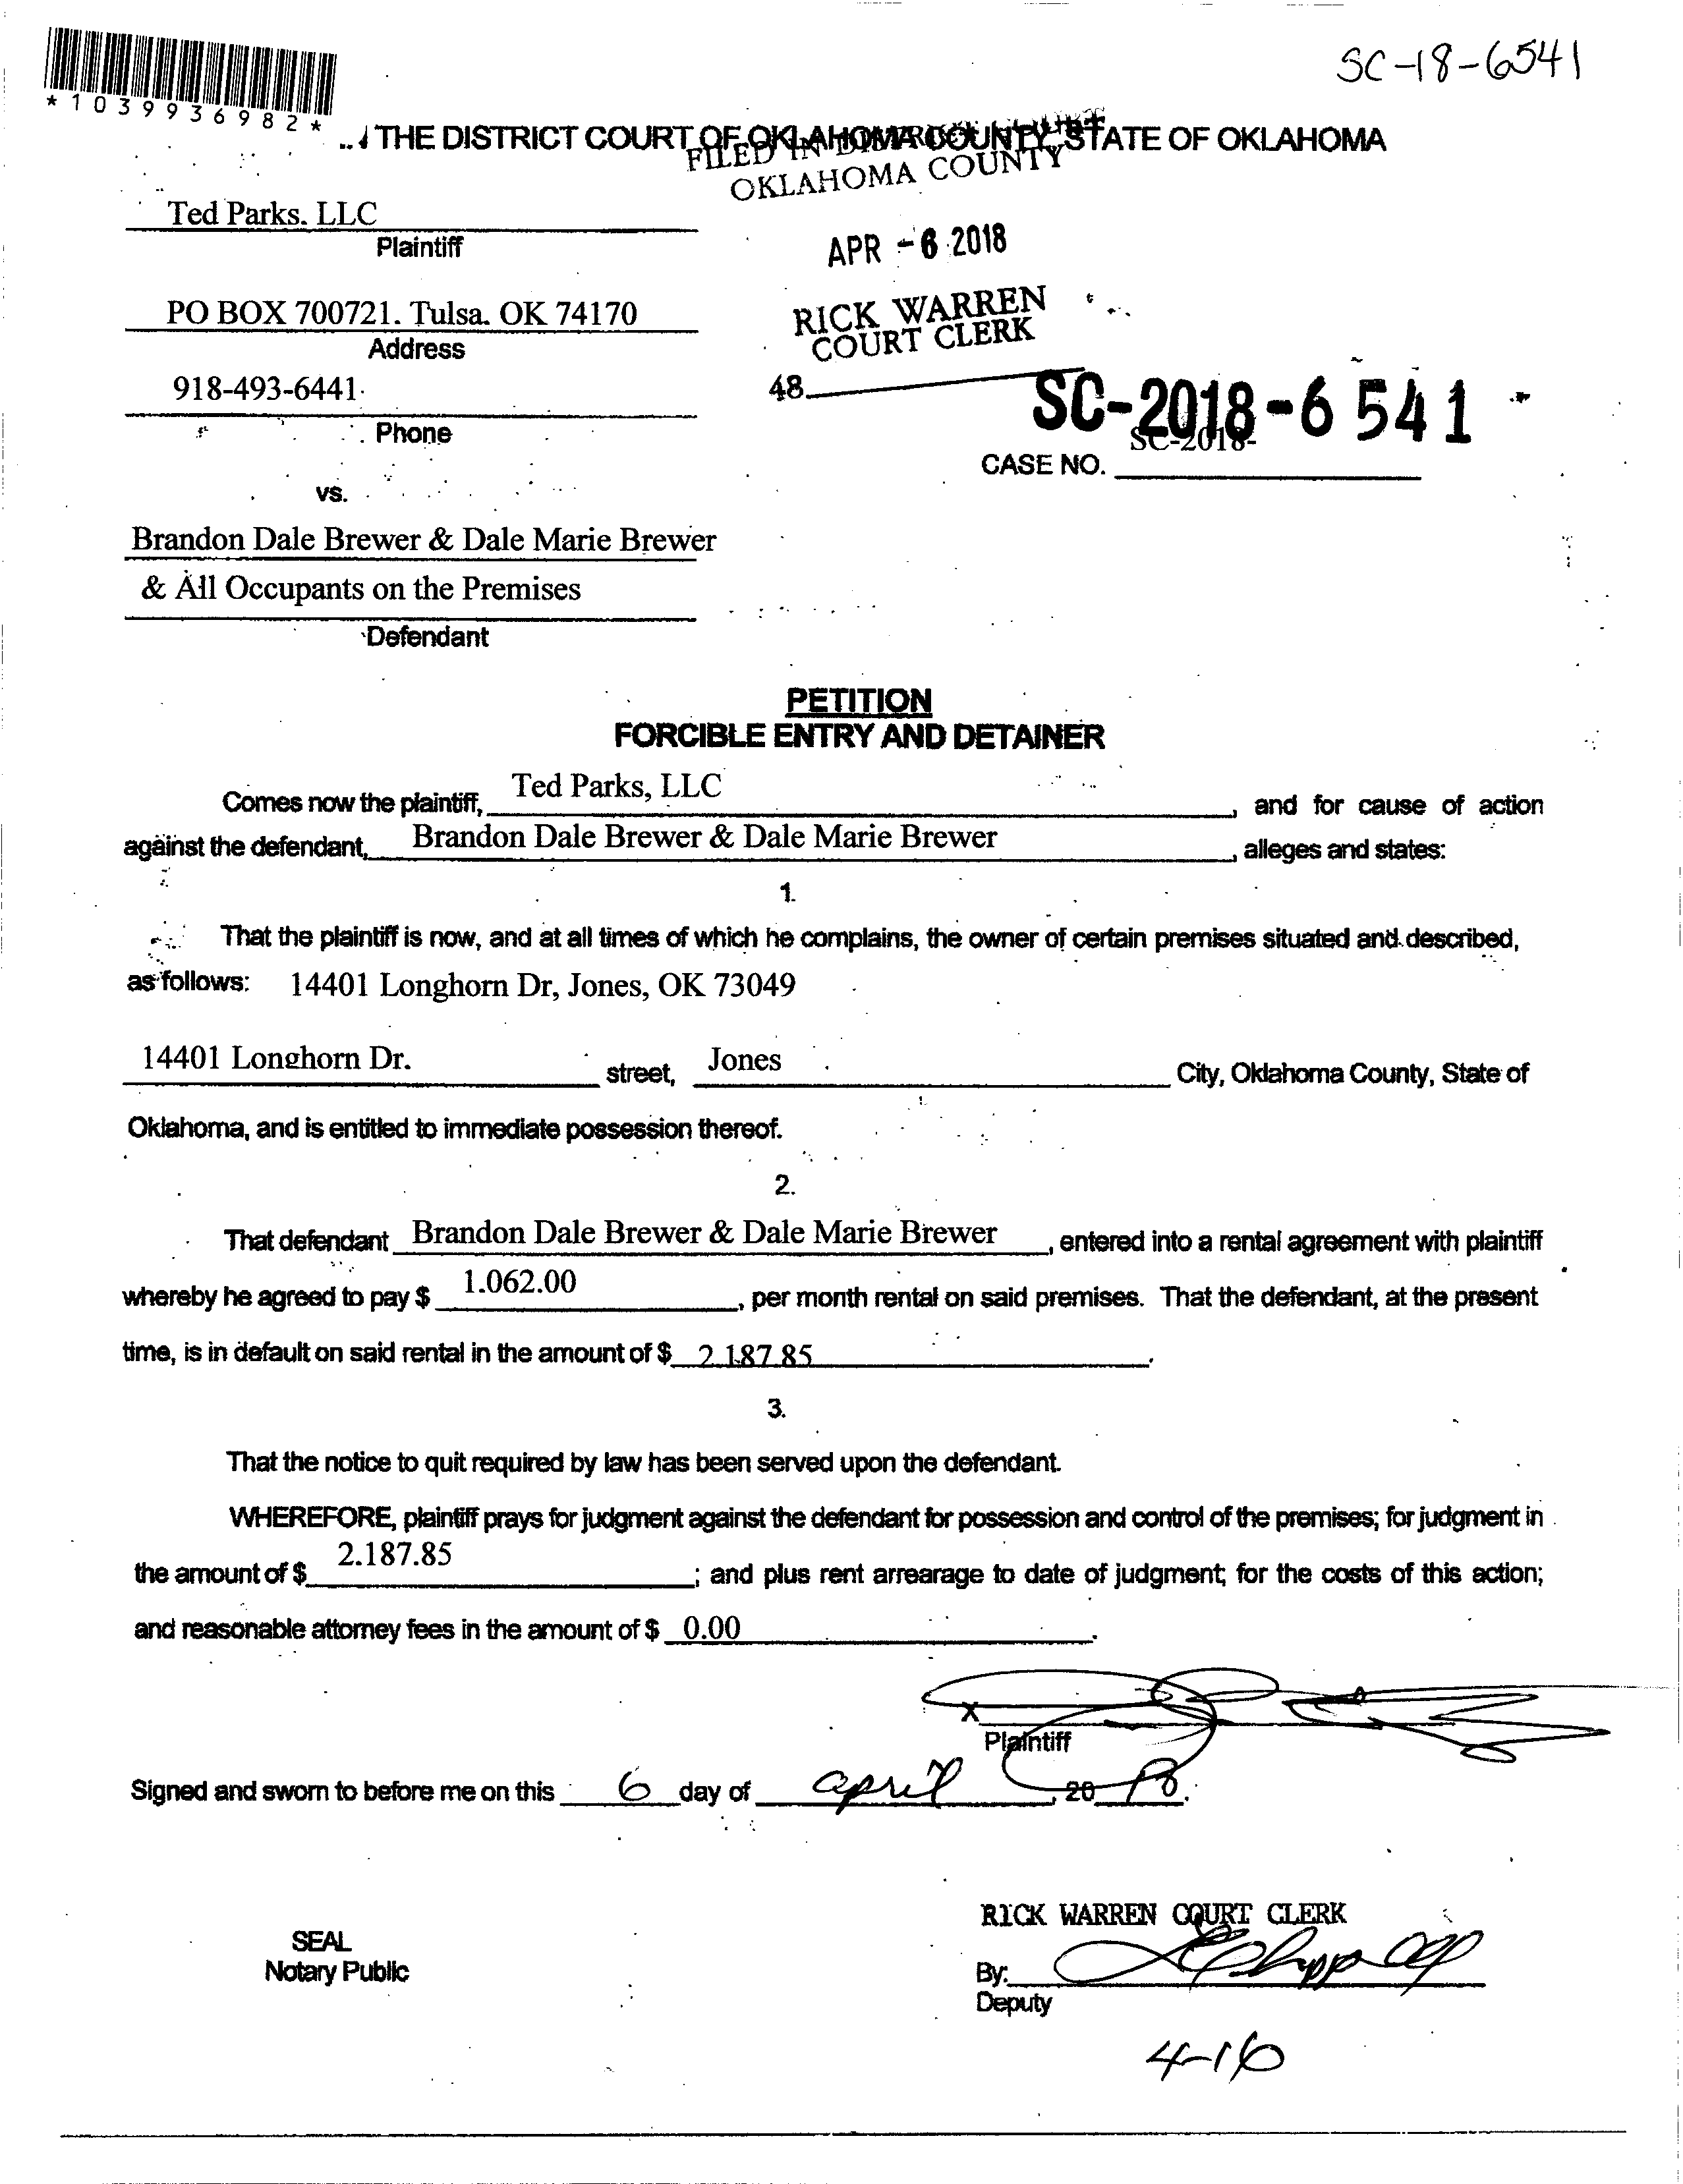 SC-18-6541
*1039936982*
THE DISTRICT COURT OF OKLAHOMA COUNTY, STATE OF OKLAHOMA
FILED IN DISTRICT COURT
OKLAHOMA COUNTY
Ted Parks, LLC
Plaintiff
APR -6 2018
PO BOX 700721. Tulsa. OK 74170
Address
RICK WARREN
COURT CLERK
918-493-6441
48
Phone
SC-2018-6541
SC-2018-
CASE NO.
vs.
Brandon Dale Brewer & Dale Marie Brewer
& All Occupants on the Premises
Defendant
PETITION
FORCIBLE ENTRY AND DETAINER
Comes now the plaintiff, Ted Parks, LLC, and for cause of action
against the defendant, Brandon Dale Brewer & Dale Marie Brewer, alleges and states:
1.
That the plaintiff is now, and at all times of which he complains, the owner of certain premises situated and described,
as follows: 14401 Longhorn Dr, Jones, OK 73049
14401 Longhorn Dr. street, Jones City, Oklahoma County, State of
Oklahoma, and is entitled to immediate possession thereof.
2.
That defendant Brandon Dale Brewer & Dale Marie Brewer, entered into a rental agreement with plaintiff
whereby he agreed to pay $ 1.062.00, per month rental on said premises. That the defendant, at the present
time, is in default on said rental in the amount of $ 2.187.85.
3.
That the notice to quit required by law has been served upon the defendant.
WHEREFORE, plaintiff prays for judgment against the defendant for possession and control of the premises; for judgment in
the amount of $ 2.187.85; and plus rent arrearage to date of judgment; for the costs of this action;
and reasonable attorney fees in the amount of $ 0.00.
X
Plaintiff
Signed and sworn to before me on this 6 day of april, 20 18.
RICK WARREN COURT CLERK
SEAL
Notary Public
By:
Deputy
4-16